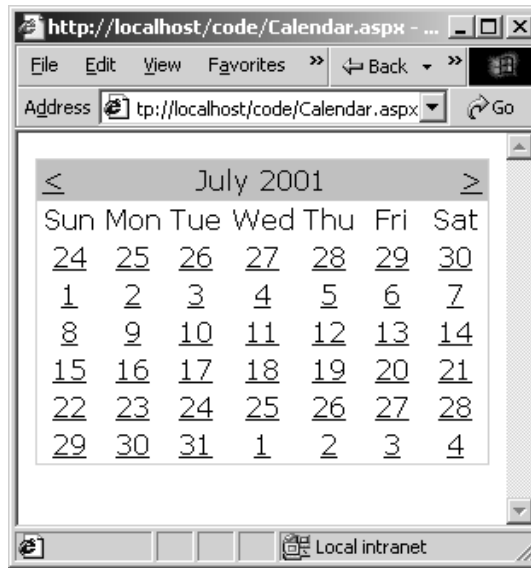 http://localhost/code/Calendar.aspx - ...
File Edit View Favorites » Back »
Address tp://localhost/code/Calendar.aspx Go
< July 2001 >
Sun Mon Tue Wed Thu Fri Sat
24 25 26 27 28 29 30
1 2 3 4 5 6 7
8 9 10 11 12 13 14
15 16 17 18 19 20 21
22 23 24 25 26 27 28
29 30 31 1 2 3 4
Local intranet